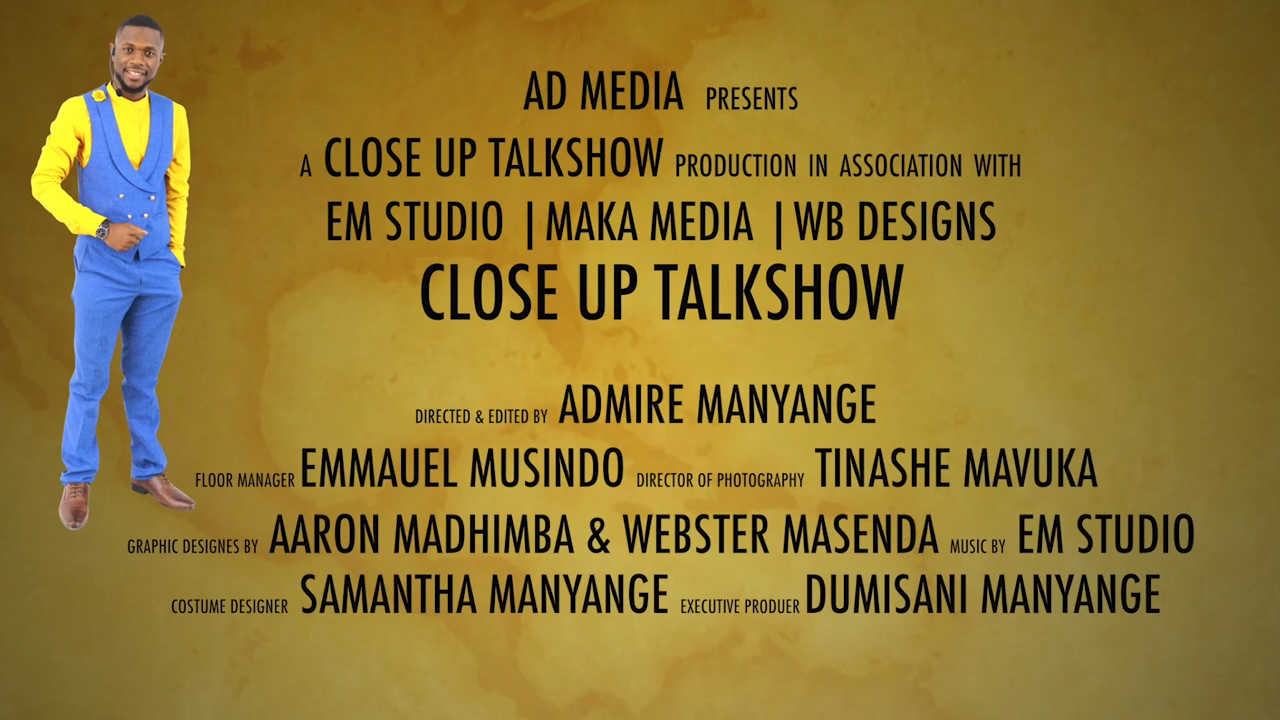 AD MEDIA PRESENTS
A CLOSE UP TALKSHOW PRODUCTION IN ASSOCIATION WITH
EM STUDIO | MAKA MEDIA | WB DESIGNS
CLOSE UP TALKSHOW
DIRECTED & EDITED BY ADMIRE MANYANGE
FLOOR MANAGER EMMAUEL MUSINDO DIRECTOR OF PHOTOGRAPHY TINASHE MAVUKA
GRAPHIC DESIGNES BY AARON MADHIMBA & WEBSTER MASENDA MUSIC BY EM STUDIO
COSTUME DESIGNER SAMANTHA MANYANGE EXECUTIVE PRODUER DUMISANI MANYANGE